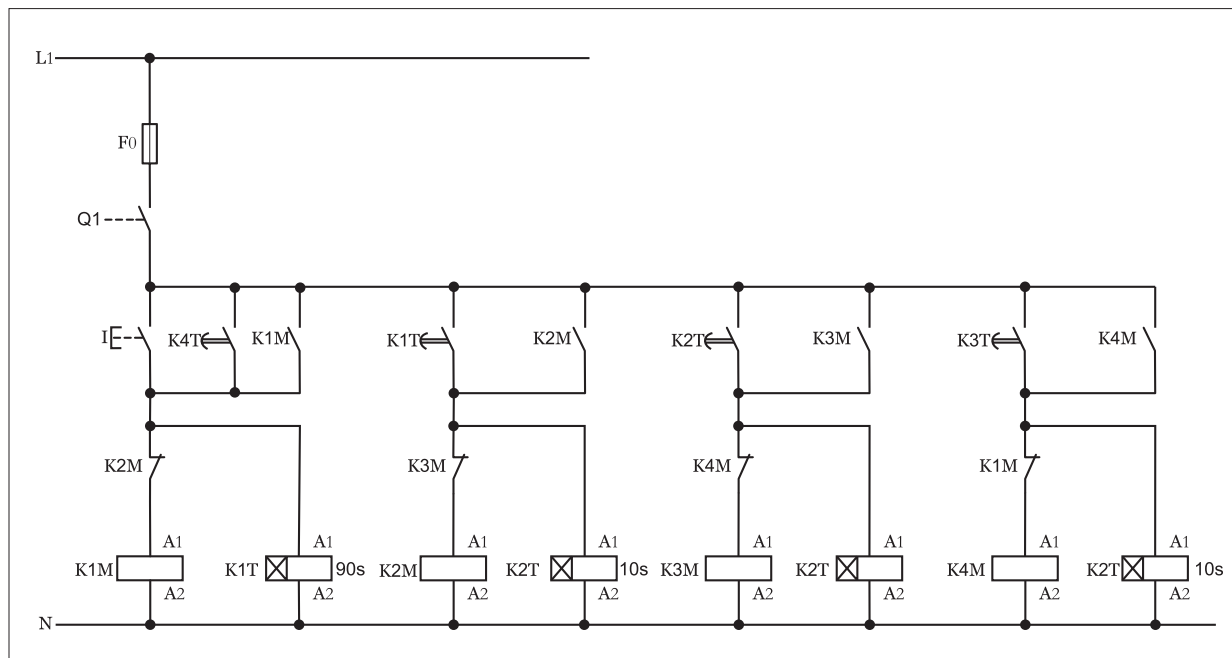 L1
F0
Q1
I K4T K1M K1T K2M K2T K3M K3T K4M
K2M K3M K4M K1M
A1 A1 A1 A1 A1 A1 A1 A1
K1M K1T 90s K2M K2T 10s K3M K2T K4M K2T 10s
A2 A2 A2 A2 A2 A2 A2 A2
N